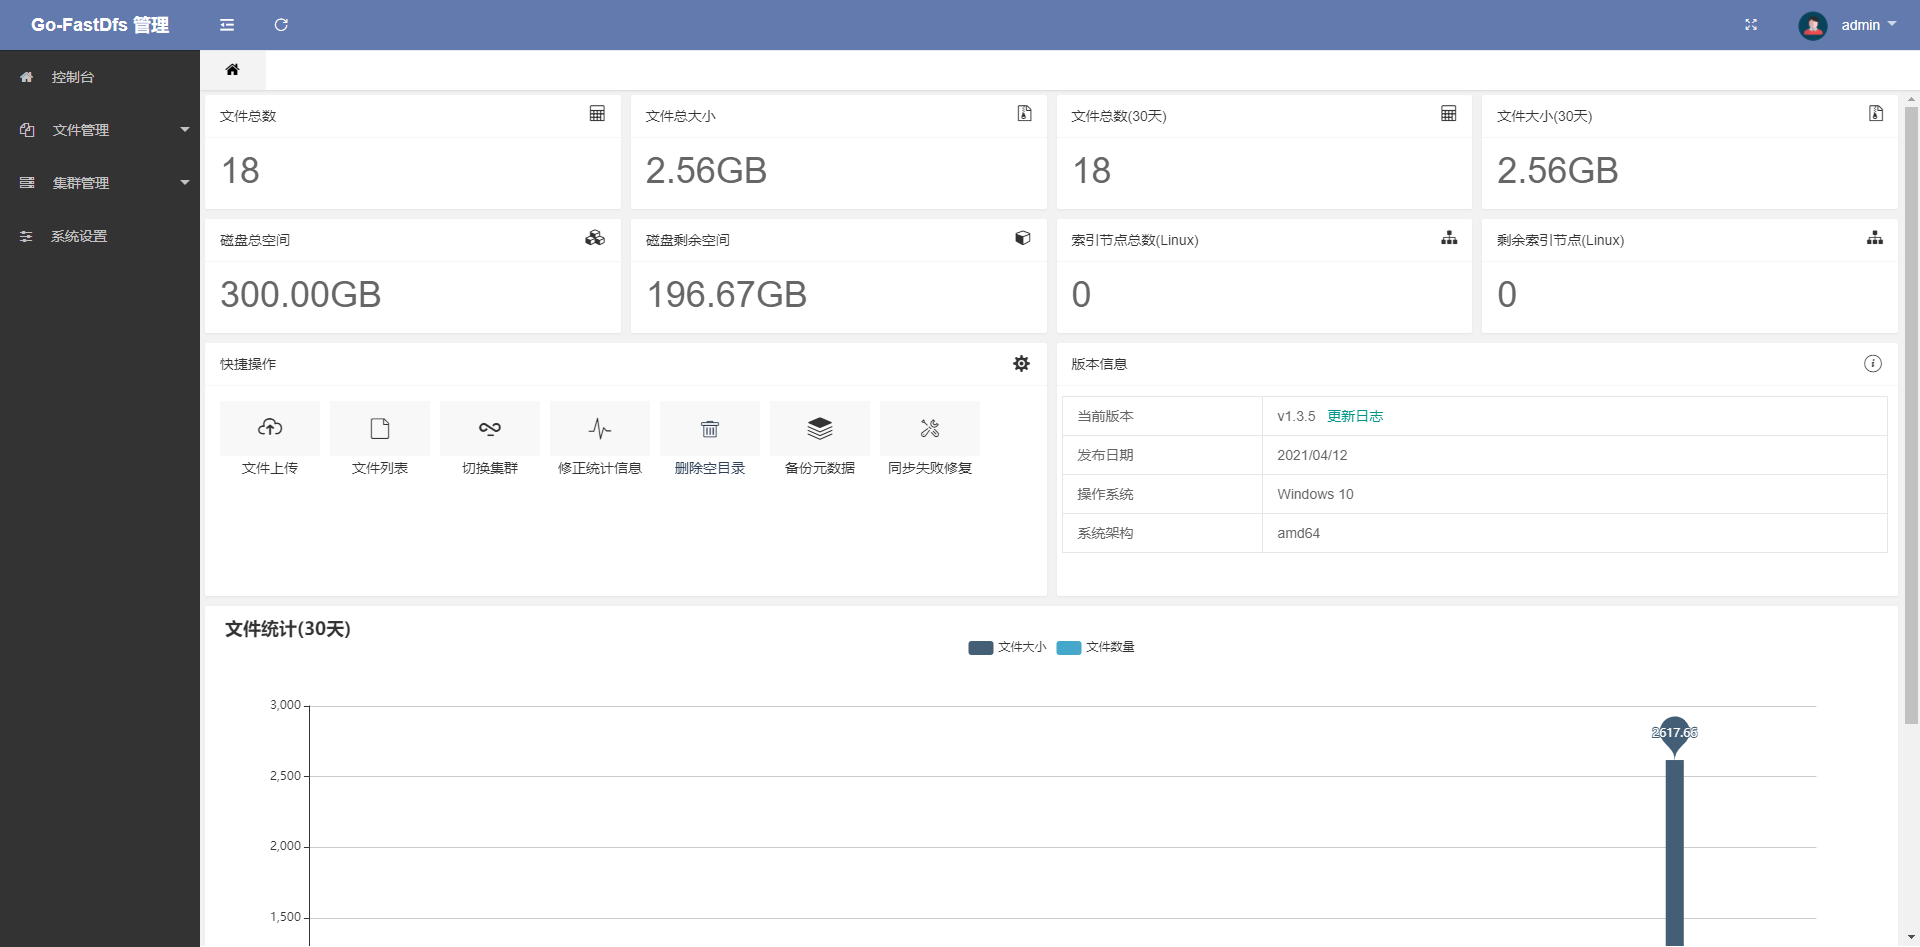 Go-FastDfs 管理
admin
控制台
文件管理
集群管理
系统设置
文件总数
18
文件总大小
2.56GB
文件总数(30天)
18
文件大小(30天)
2.56GB
磁盘总空间
300.00GB
磁盘剩余空间
196.67GB
索引节点总数(Linux)
0
剩余索引节点(Linux)
0
快捷操作
文件上传
文件列表
切换集群
修正统计信息
删除空目录
备份元数据
同步失败修复
版本信息
当前版本 v1.3.5 更新日志
发布日期 2021/04/12
操作系统 Windows 10
系统架构 amd64
文件统计(30天)
文件大小 文件数量
3,000
2617.66
2,500
2,000
1,500